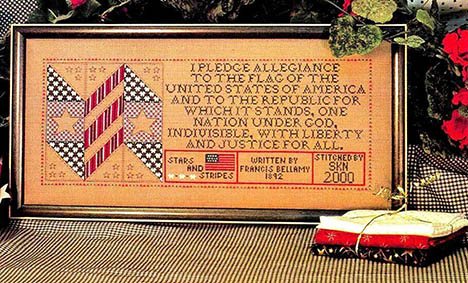 I PLEDGE ALLEGIANCE
TO THE FLAG OF THE
UNITED STATES OF AMERICA
AND TO THE REPUBLIC FOR
WHICH IT STANDS, ONE
NATION UNDER GOD,
INDIVISIBLE, WITH LIBERTY
AND JUSTICE FOR ALL.
STARS
AND
STRIPES
WRITTEN BY
FRANCIS BELLAMY
1892
STITCHED BY
SKN
2000